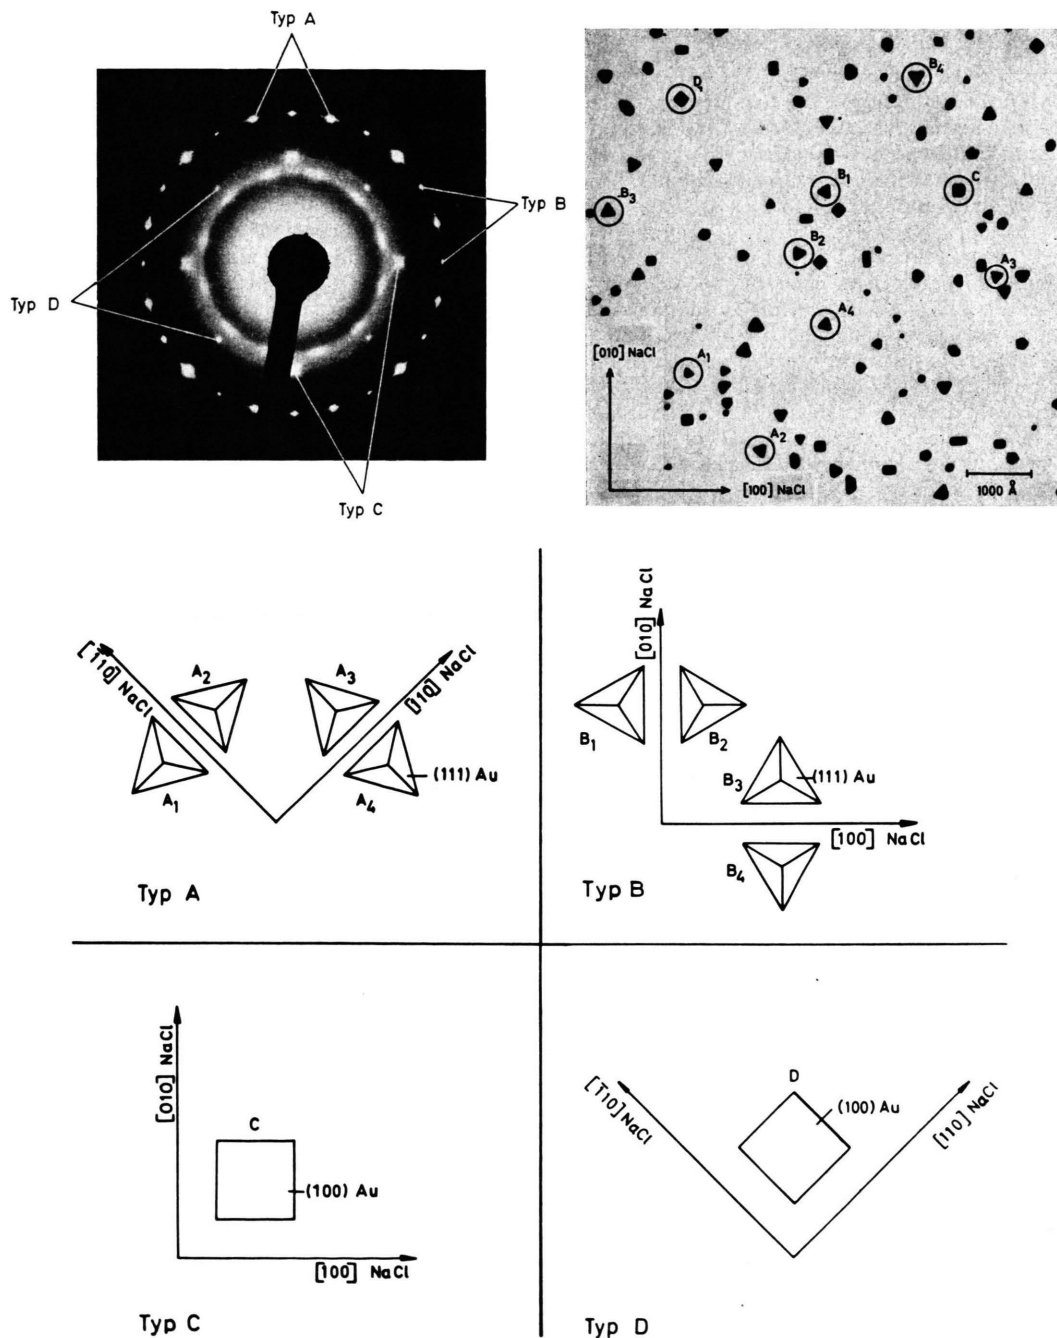 Typ A
Typ B
Typ D
Typ C
B4
D
B1
C
B3
B2
A3
A4
[010] NaCl
A1
A2
[100] NaCl
1000 Å
[1̄10] NaCl
A2
A3
[110] NaCl
A1
A4
(111) Au
Typ A
[010] NaCl
B1
B2
B3
(111) Au
[100] NaCl
B4
Typ B
[010] NaCl
C
(100) Au
[100] NaCl
Typ C
[1̄10] NaCl
D
(100) Au
[110] NaCl
Typ D